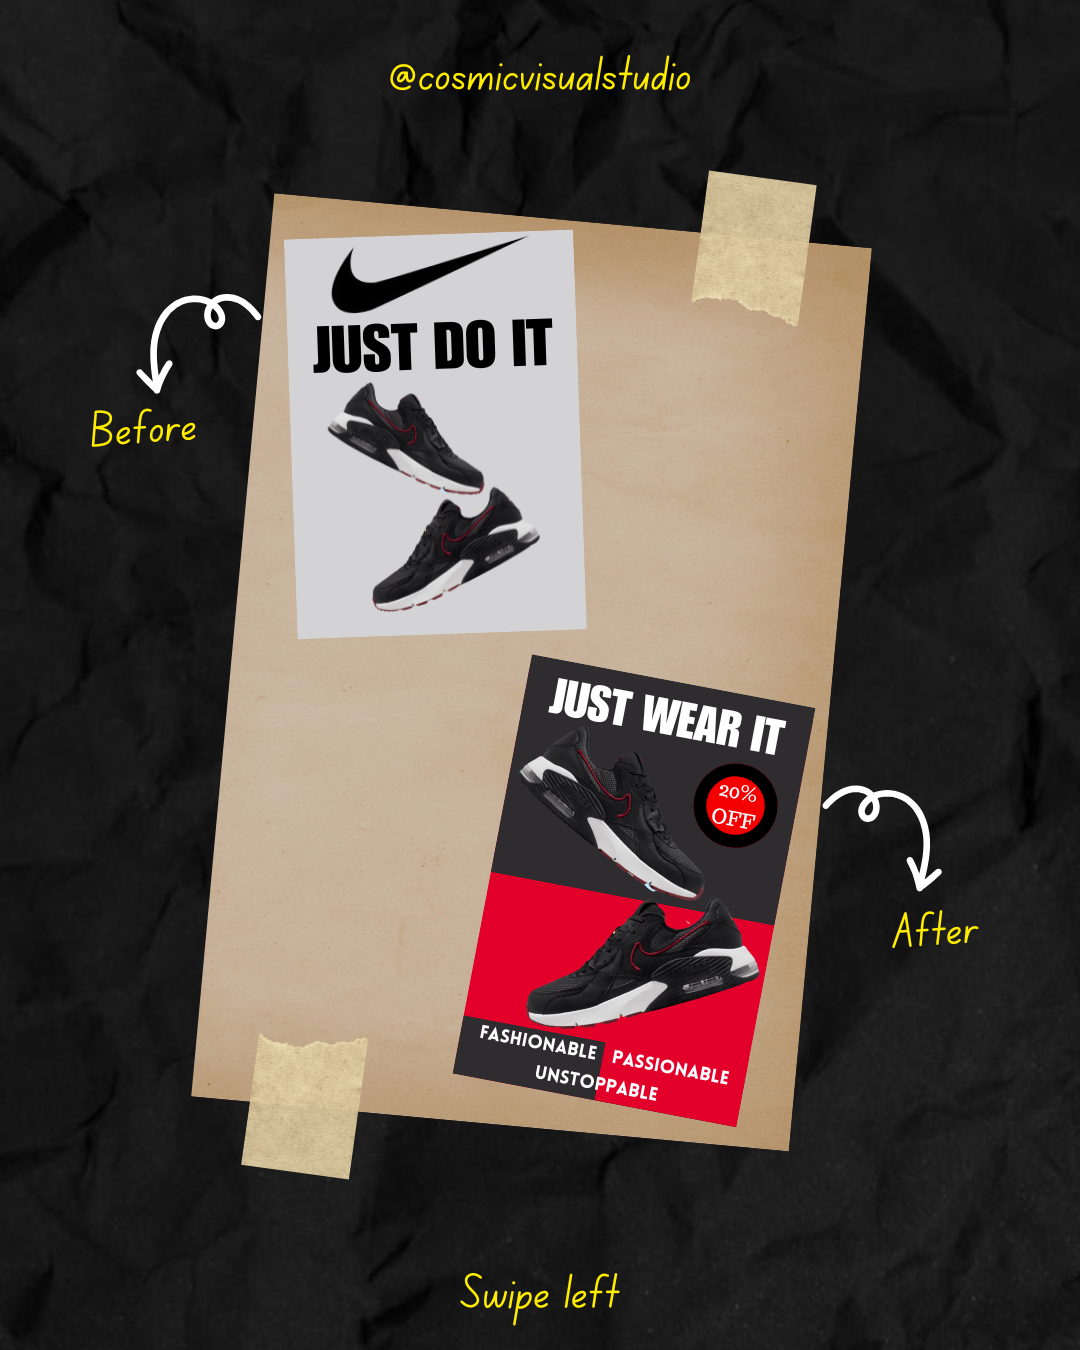 @cosmicvisualstudio
JUST DO IT
Before
JUST WEAR IT
20%
OFF
After
FASHIONABLE
PASSIONABLE
UNSTOPPABLE
Swipe left